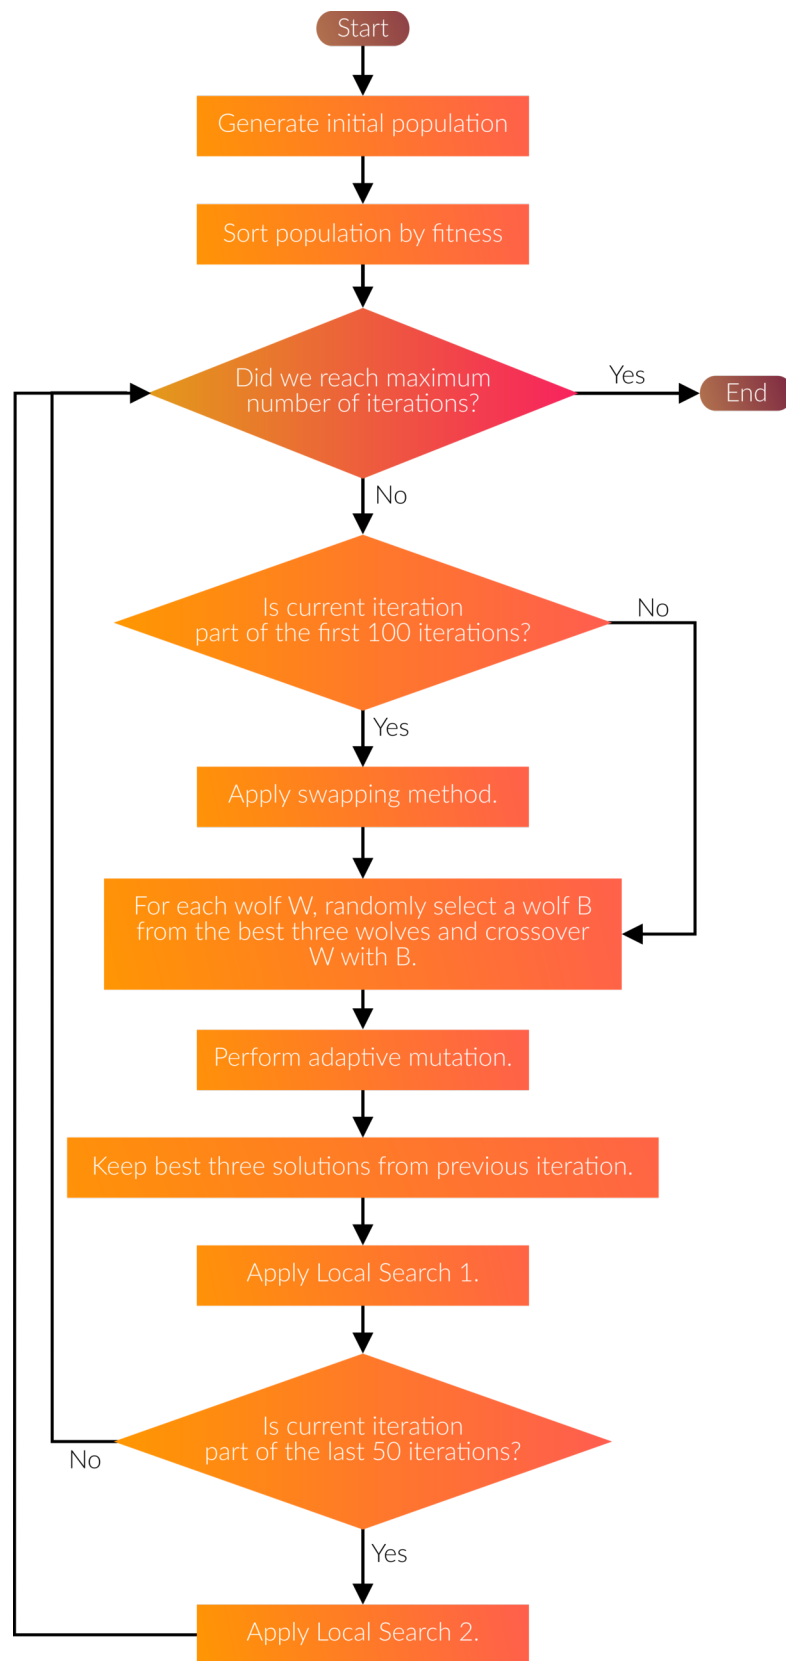 Start
Generate initial population
Sort population by fitness
Did we reach maximum
number of iterations?
Yes
End
No
Is current iteration
part of the first 100 iterations?
No
Yes
Apply swapping method.
For each wolf W, randomly select a wolf B
from the best three wolves and crossover
W with B.
Perform adaptive mutation.
Keep best three solutions from previous iteration.
Apply Local Search 1.
Is current iteration
part of the last 50 iterations?
No
Yes
Apply Local Search 2.